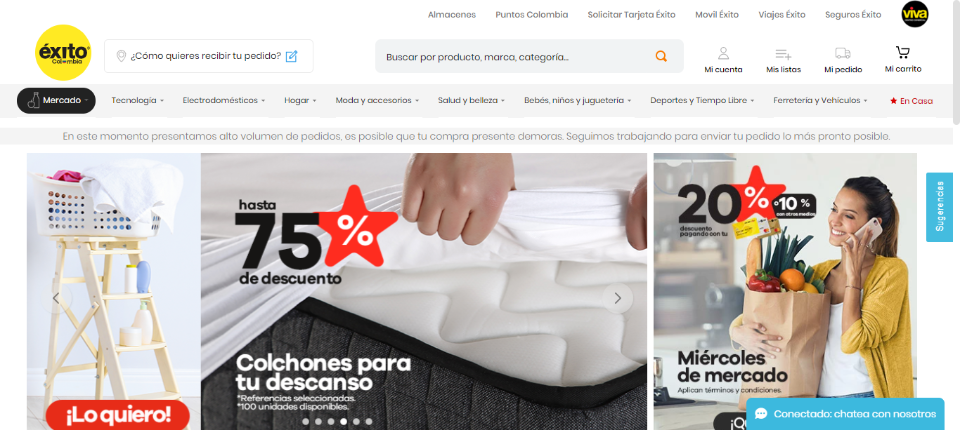 Almacenes Puntos Colombia Solicitar Tarjeta Éxito Movil Éxito Viajes Éxito Seguros Éxito viva
éxito
Colombia
¿Cómo quieres recibir tu pedido?
Buscar por producto, marca, categoría...
Mi cuenta Mis listas Mi pedido Mi carrito
Mercado Tecnología Electrodomésticos Hogar Moda y accesorios Salud y belleza Bebés, niños y juguetería Deportes y Tiempo Libre Ferretería y Vehículos En Casa
En este momento presentamos alto volumen de pedidos, es posible que tu compra presente demoras. Seguimos trabajando para enviar tu pedido lo más pronto posible.
¡Lo quiero!
hasta
75%
de descuento
Colchones para
tu descanso
*Referencias seleccionadas.
*100 unidades disponibles.
20%
o 10%
con otros medios
descuento
pagando con tu
Miércoles
de mercado
Aplican términos y condiciones.
Sugerencias
Conectado: chatea con nosotros